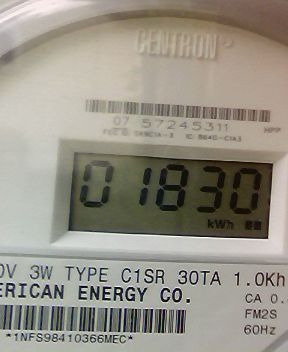 CENTRON®
07 57245311
HPP
01830
kWh
0V 3W TYPE C1SR 30TA 1.0Kh
ERICAN ENERGY CO.
CA 0.
FM2S
60Hz
*1NFS98410366MEC*